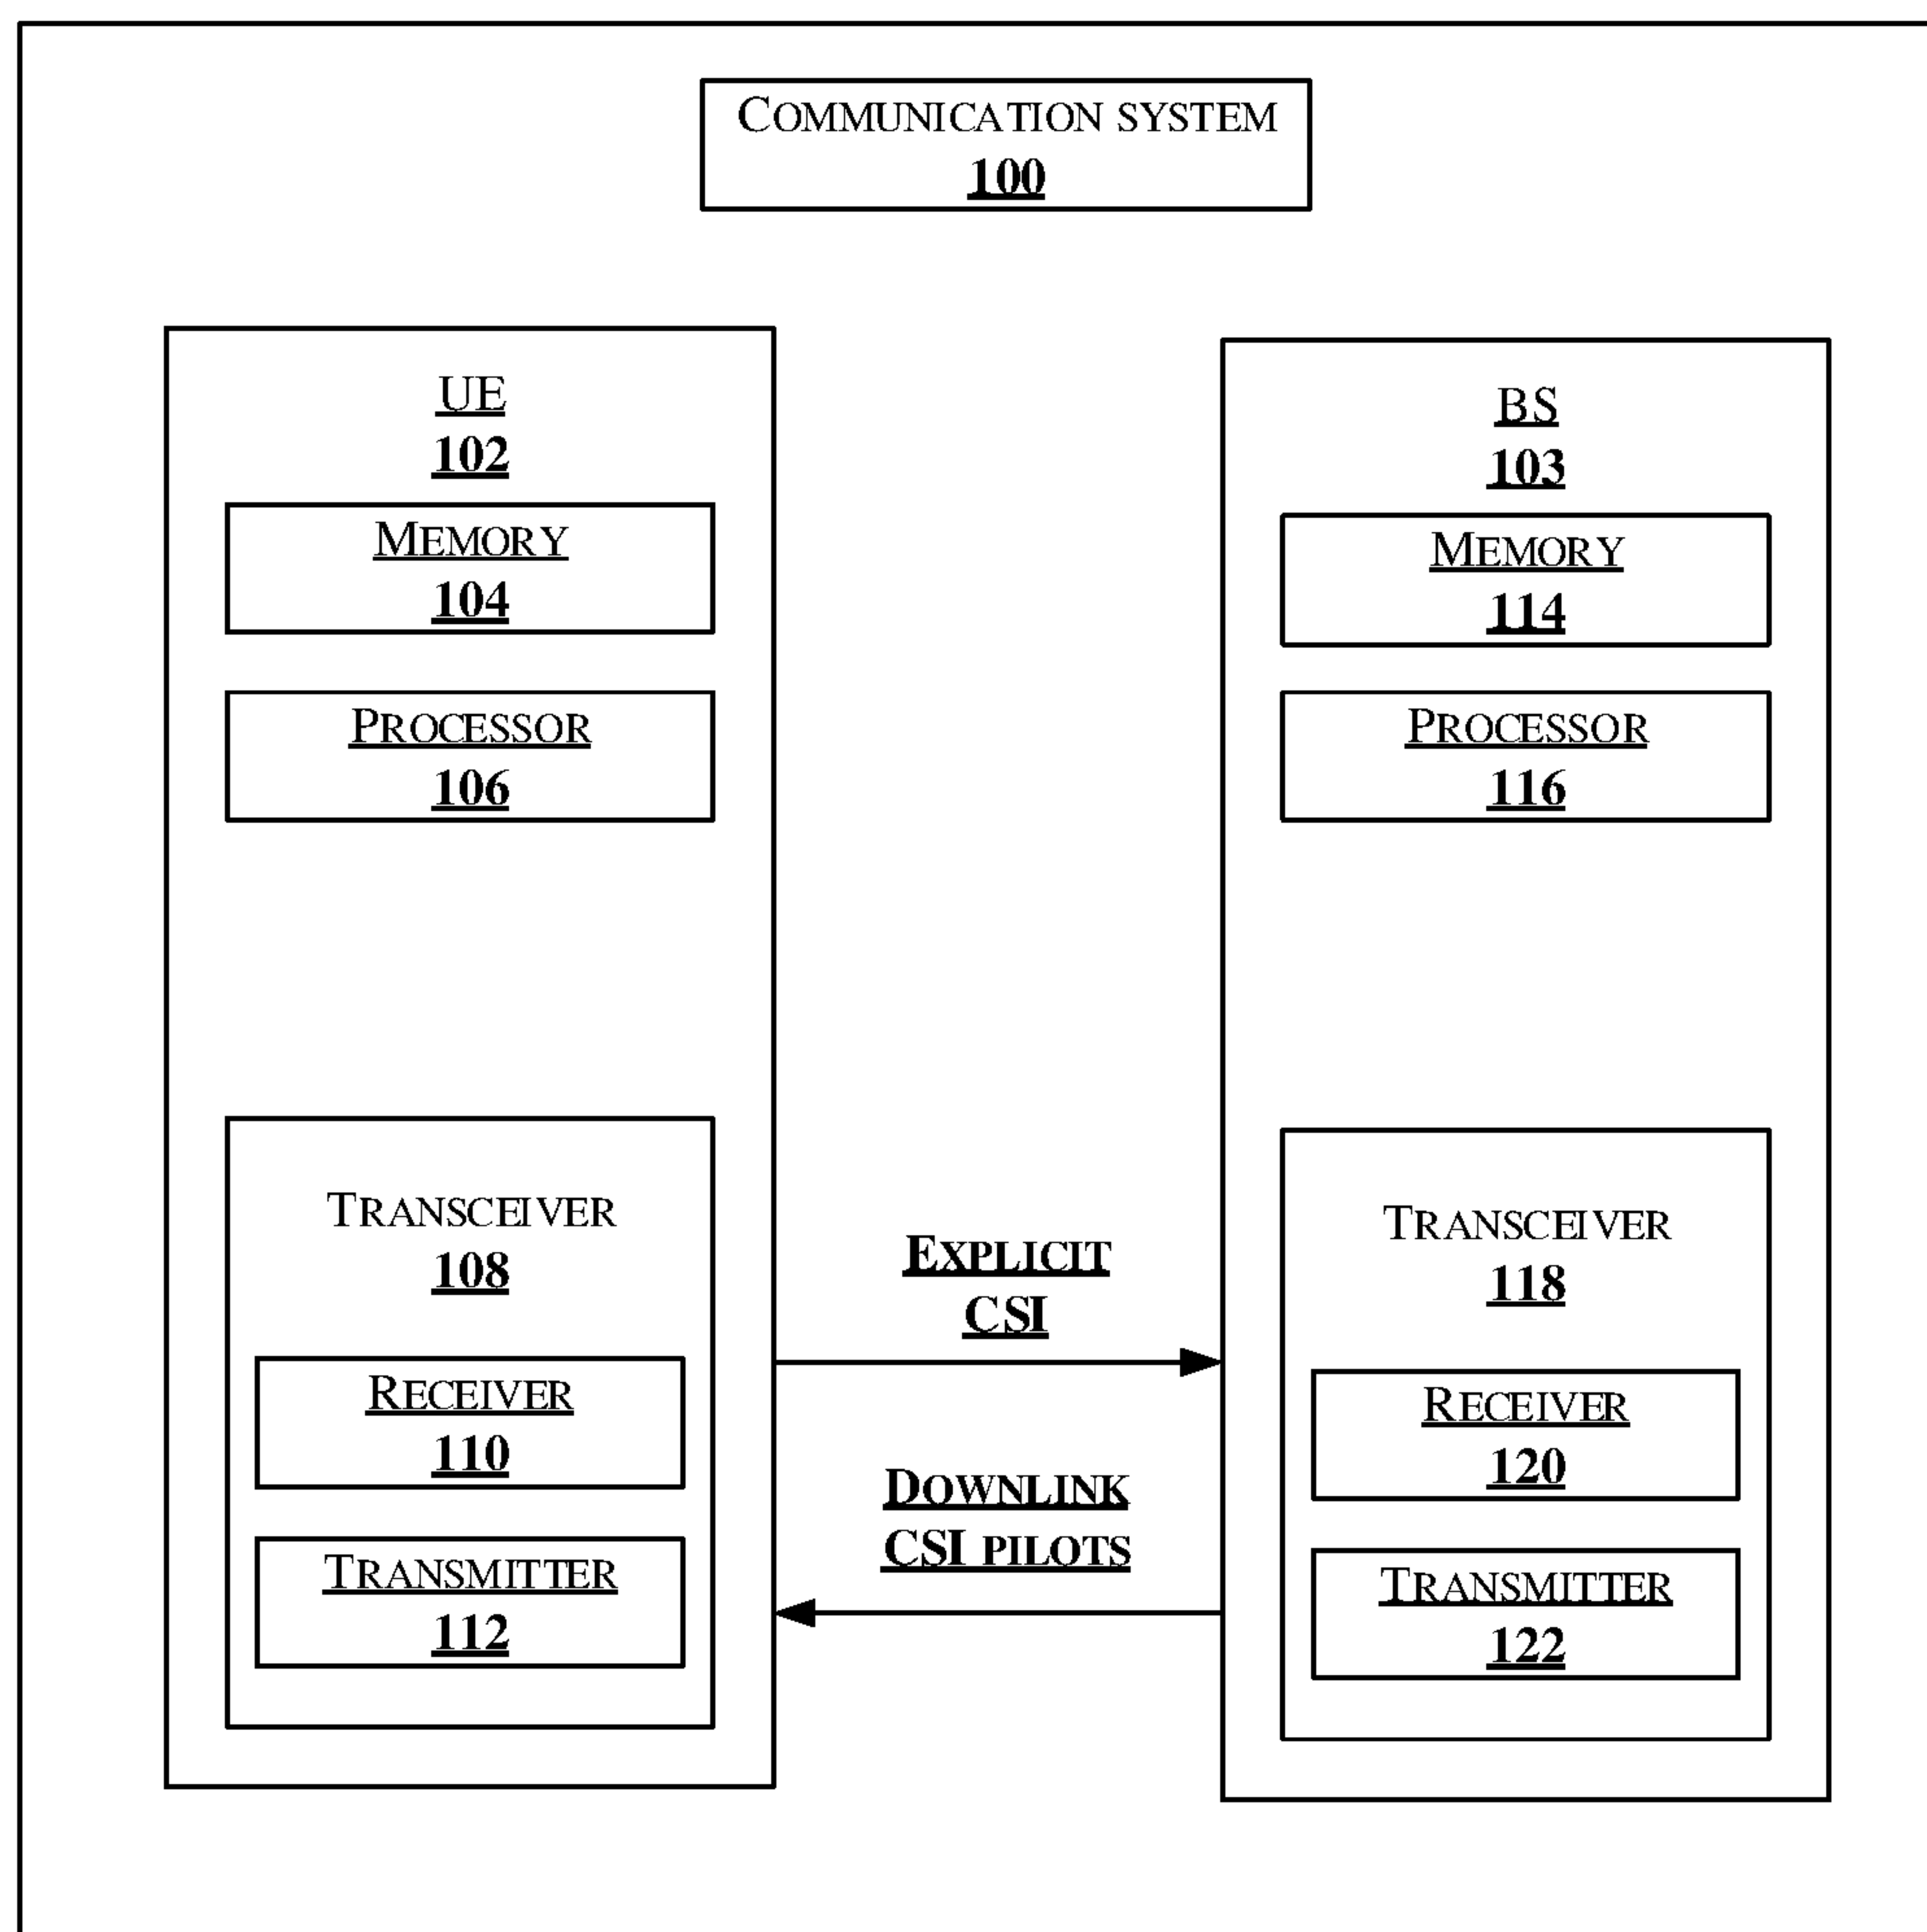 COMMUNICATION SYSTEM
100
UE
102
MEMORY
104
PROCESSOR
106
TRANSCEIVER
108
RECEIVER
110
TRANSMITTER
112
EXPLICIT
CSI
DOWNLINK
CSI PILOTS
BS
103
MEMORY
114
PROCESSOR
116
TRANSCEIVER
118
RECEIVER
120
TRANSMITTER
122